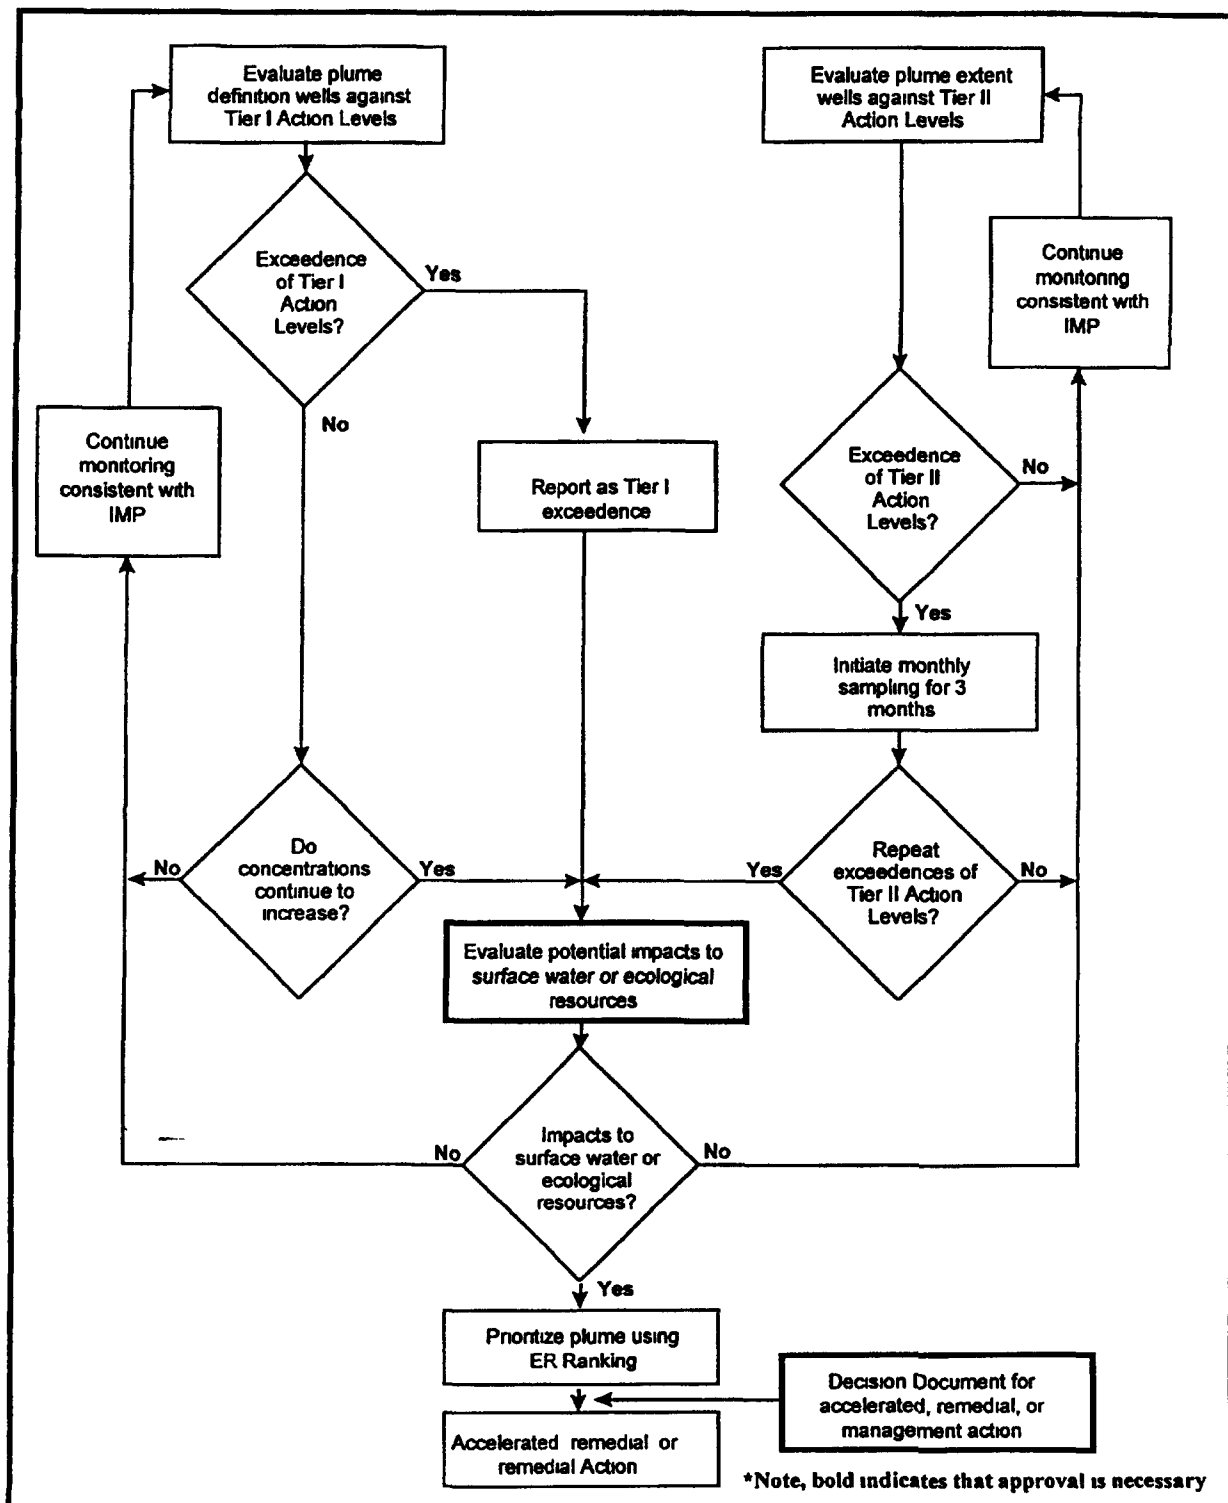 Evaluate plume
definition wells against
Tier I Action Levels
Evaluate plume extent
wells against Tier II
Action Levels
Exceedence
of Tier I
Action
Levels?
Yes
No
Continue
monitoring
consistent with
IMP
Continue
monitoring
consistent with
IMP
Report as Tier I
exceedence
Exceedence
of Tier II
Action
Levels?
No
Yes
Initiate monthly
sampling for 3
months
Do
concentrations
continue to
increase?
No
Yes
Repeat
exceedences of
Tier II Action
Levels?
Yes
No
Evaluate potential impacts to
surface water or ecological
resources
Impacts to
surface water or
ecological
resources?
No
No
Yes
Prioritize plume using
ER Ranking
Decision Document for
accelerated, remedial, or
management action
Accelerated remedial or
remedial Action
*Note, bold indicates that approval is necessary